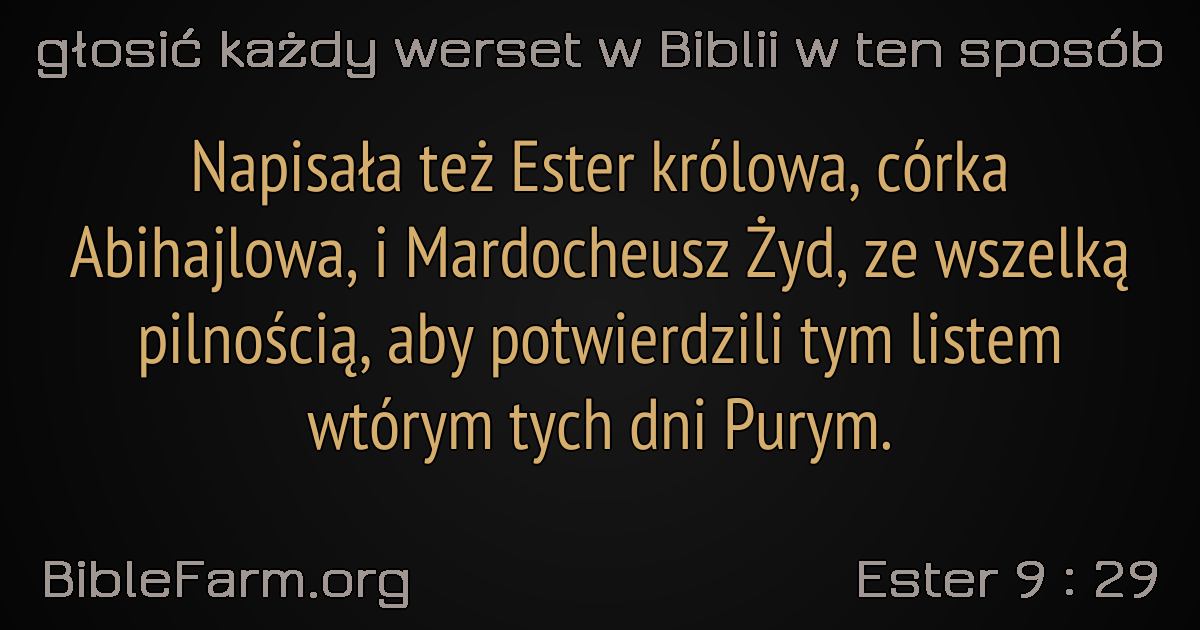 głosić każdy werset w Biblii w ten sposób
Napisała też Ester królowa, córka
Abihajlowa, i Mardocheusz Żyd, ze wszelką
pilnością, aby potwierdzili tym listem
wtórym tych dni Purym.
BibleFarm.org
Ester 9 : 29